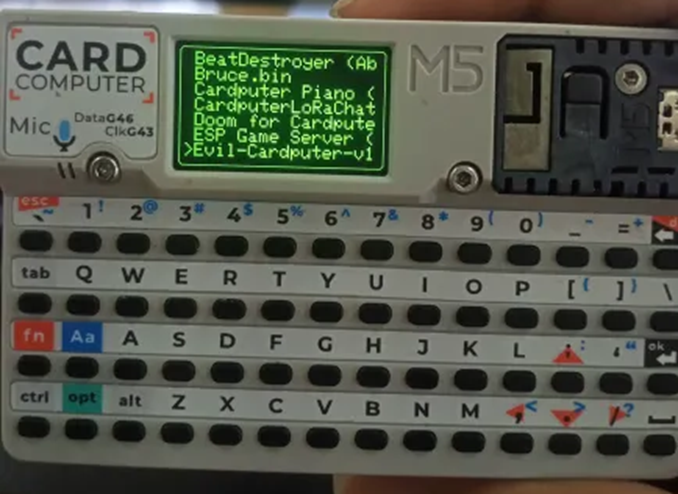 CARD
COMPUTER
Mic DataG46
ClkG43
BeatDestroyer (Ab
Bruce.bin
Cardputer Piano (
CardputerLoRaChat
Doom for Cardpute
ESP Game Server (
>Evil-Cardputer-v1
M5
esc ` ~ 1 ! 2 @ 3 # 4 $ 5 % 6 ^ 7 & 8 * 9 ( 0 ) _ - = +
tab Q W E R T Y U I O P [ { ] } \
fn Aa A S D F G H J K L ; : ' " ok
ctrl opt alt Z X C V B N M , < . > / ?